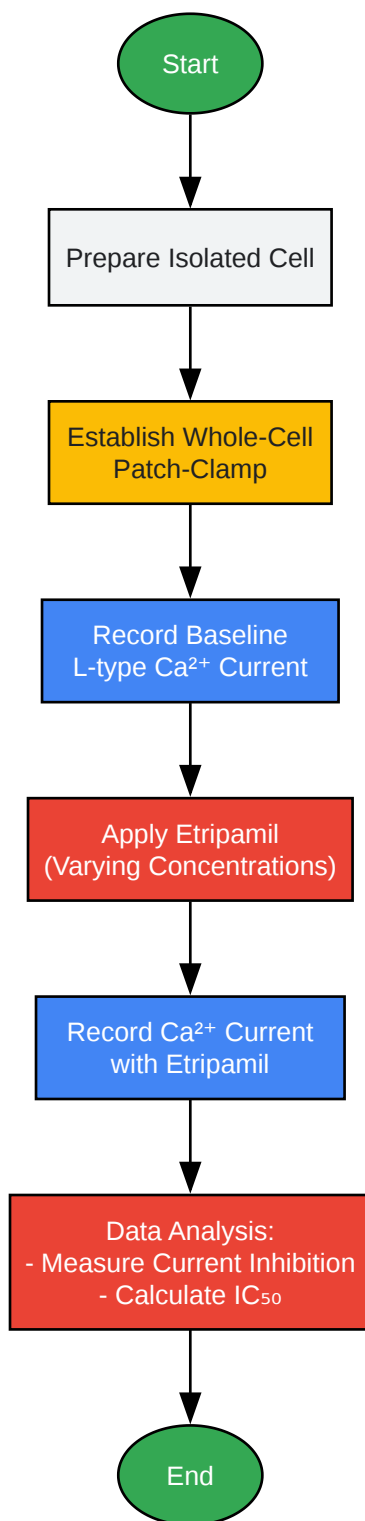 Start
Prepare Isolated Cell
Establish Whole-Cell
Patch-Clamp
Record Baseline
L-type Ca²⁺ Current
Apply Etripamil
(Varying Concentrations)
Record Ca²⁺ Current
with Etripamil
Data Analysis:
- Measure Current Inhibition
- Calculate IC₅₀
End